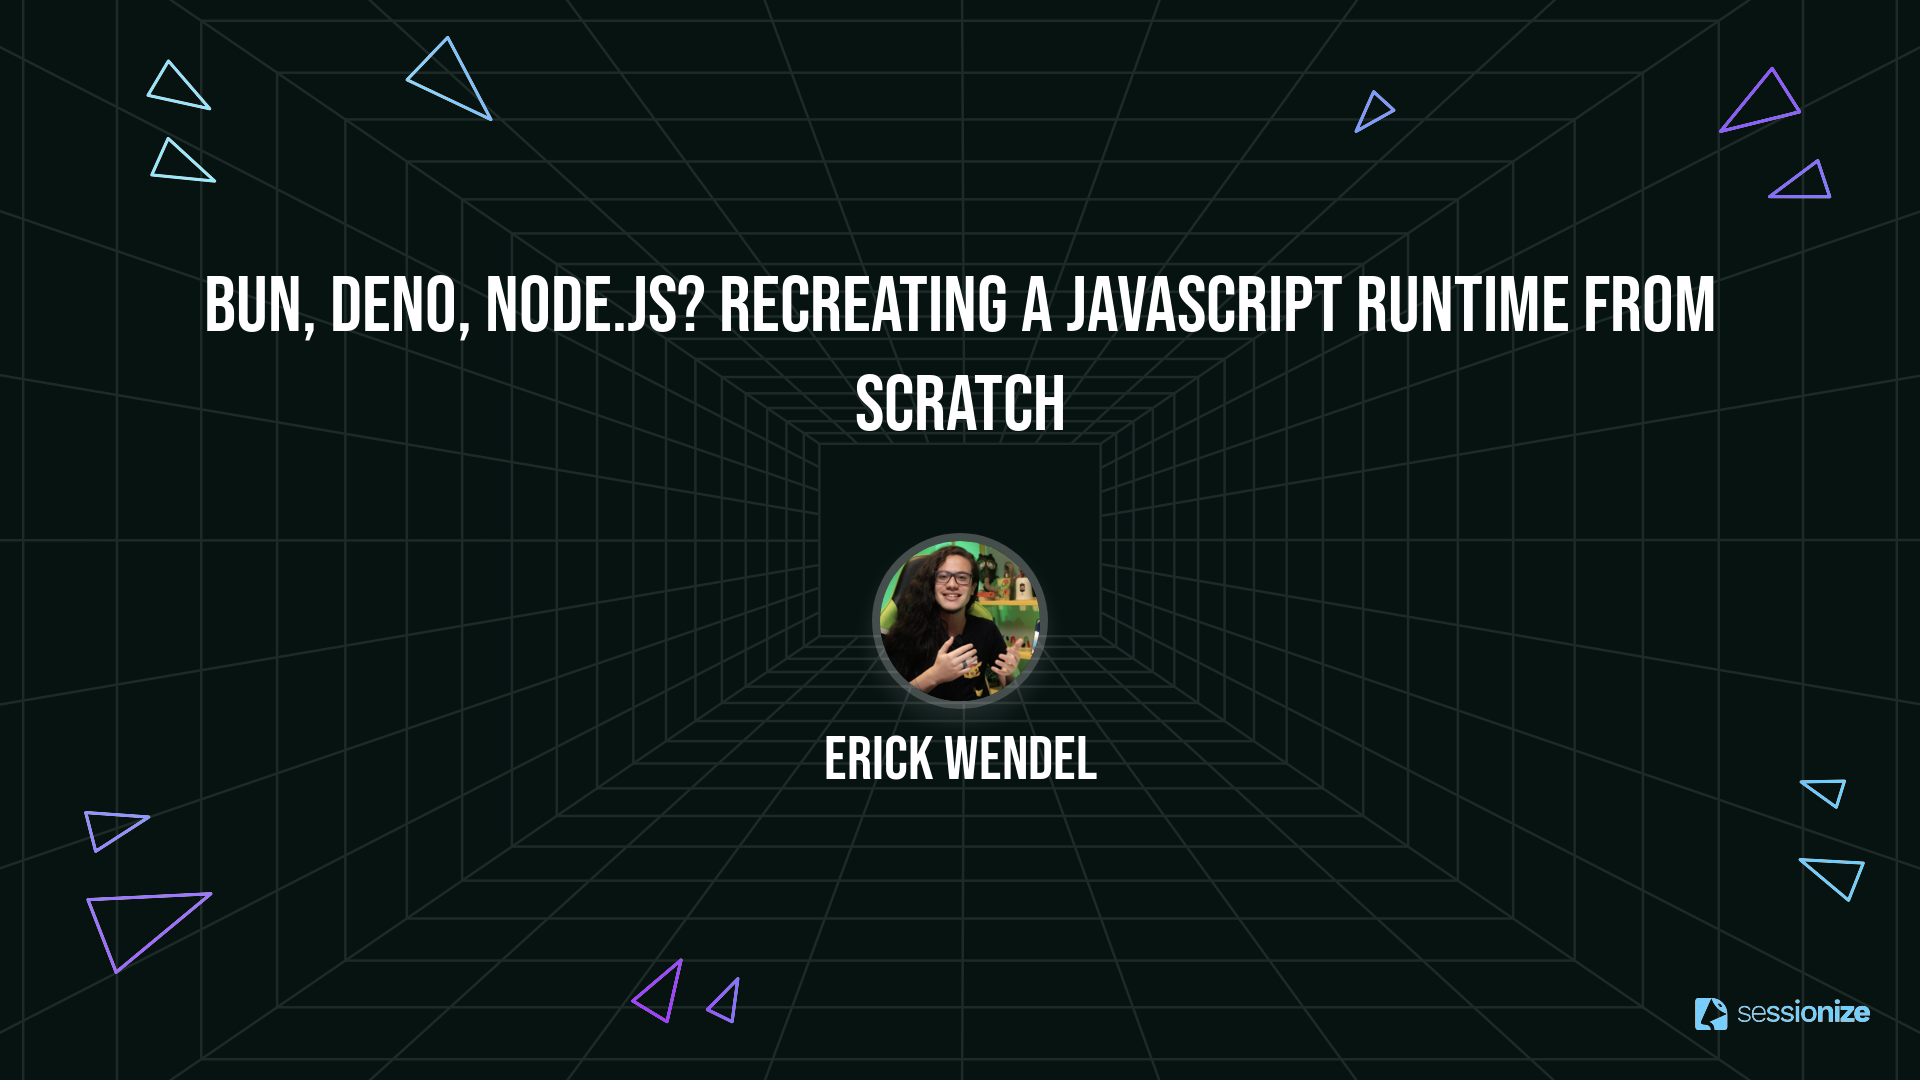 BUN, DENO, NODE.JS? RECREATING A JAVASCRIPT RUNTIME FROM
SCRATCH
ERICK WENDEL
sessionize